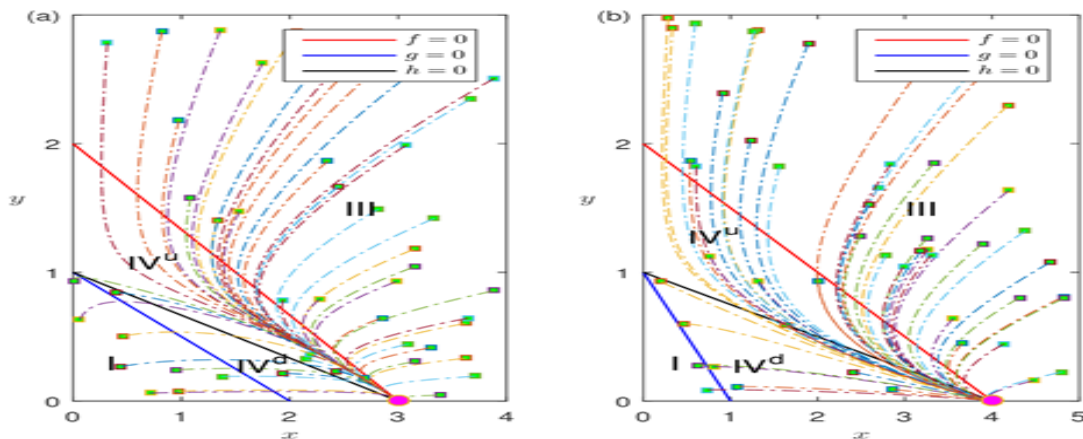 (a)
f = 0
g = 0
h = 0
III
IV^u
I
IV^d
y
2
1
0
0 1 2 3 4
x
(b)
f = 0
g = 0
h = 0
III
IV^u
I
IV^d
y
2
1
0
0 1 2 3 4 5
x